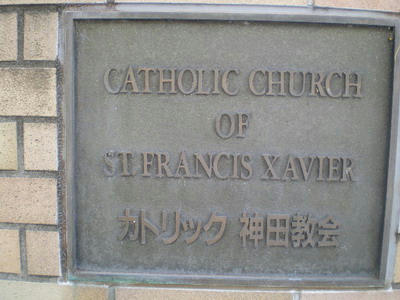 CATHOLIC CHURCH
OF
ST. FRANCIS XAVIER
カトリック 神田教会